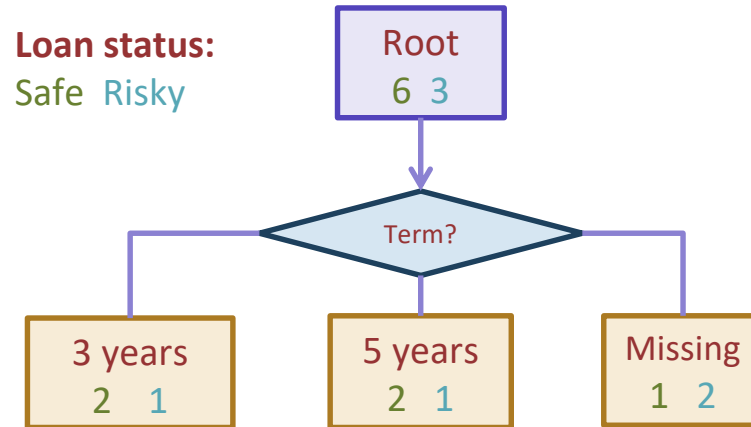 Loan status:
Safe Risky
Root
6 3
Term?
3 years
2 1
5 years
2 1
Missing
1 2